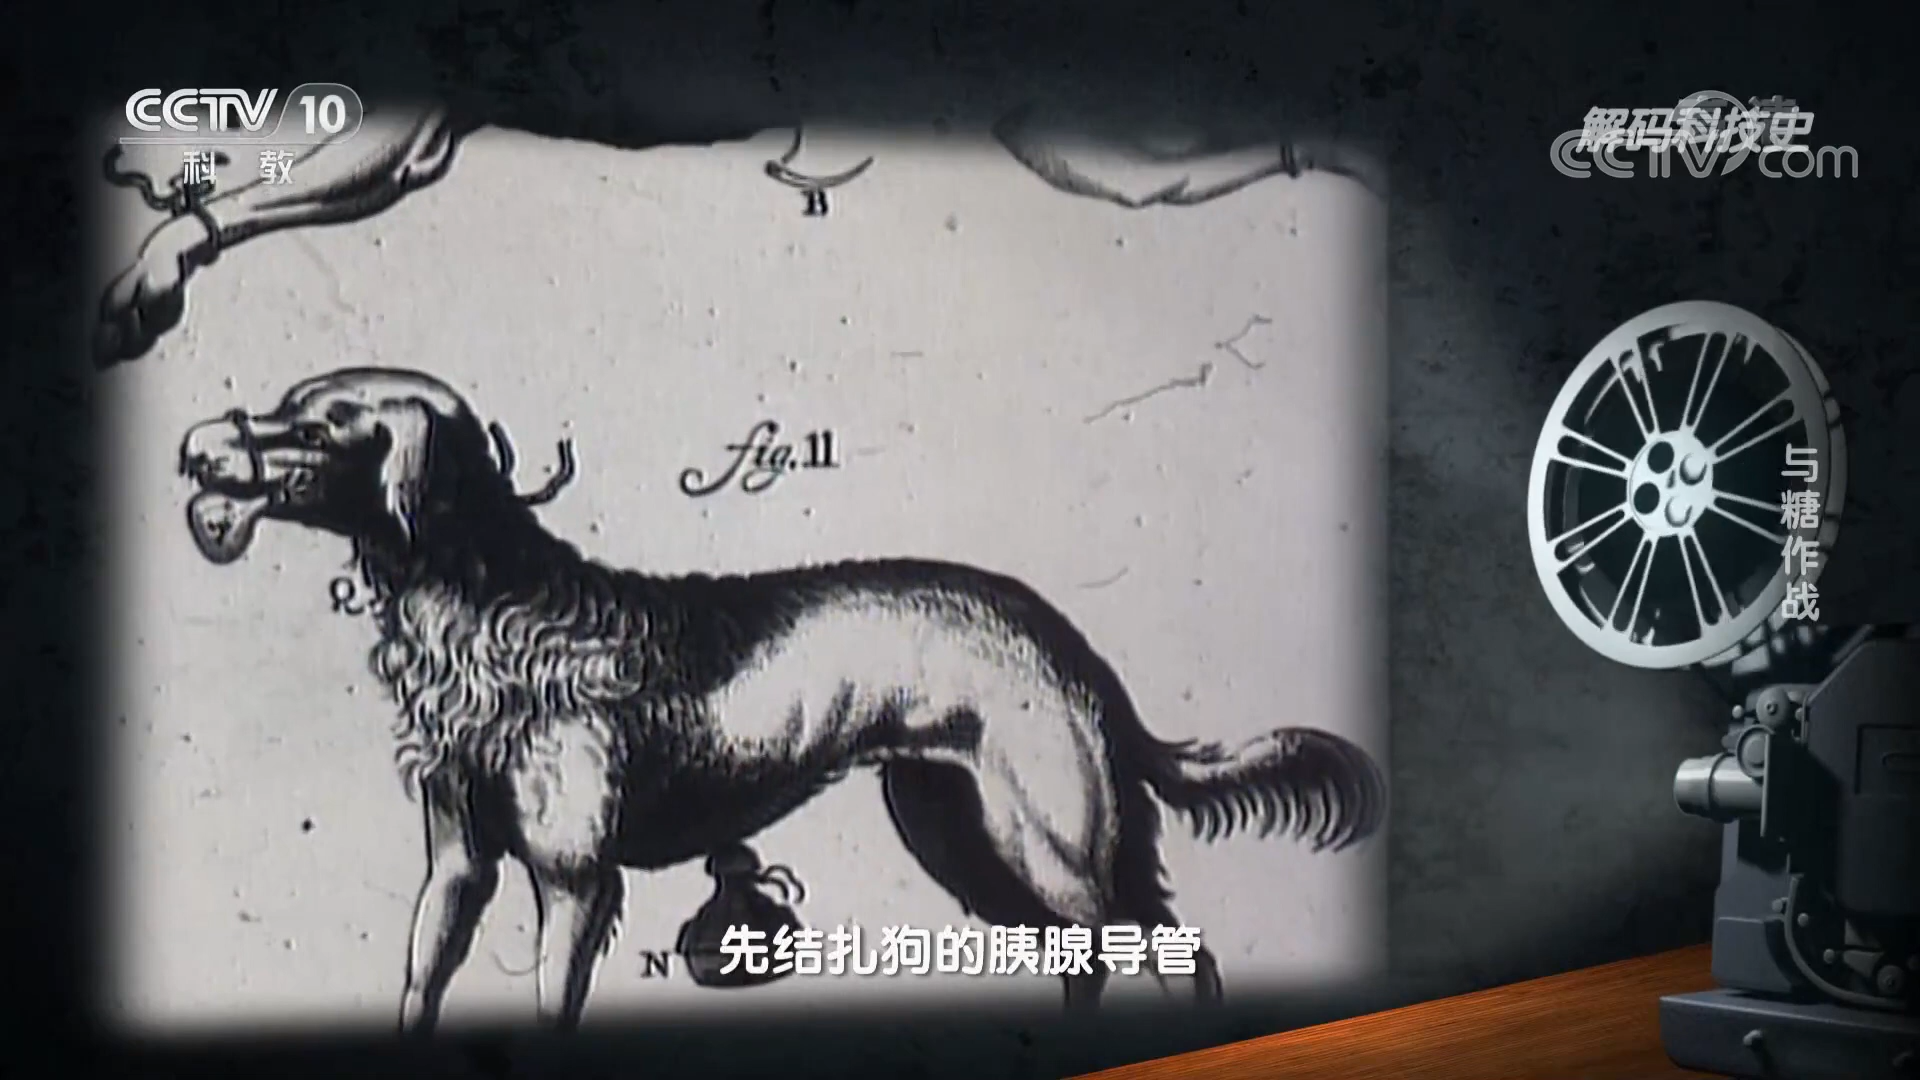 CCTV 10
科 教
解码科技史
CCTV com
B
fig. 11
Q
与糖作战
N
先结扎狗的胰腺导管